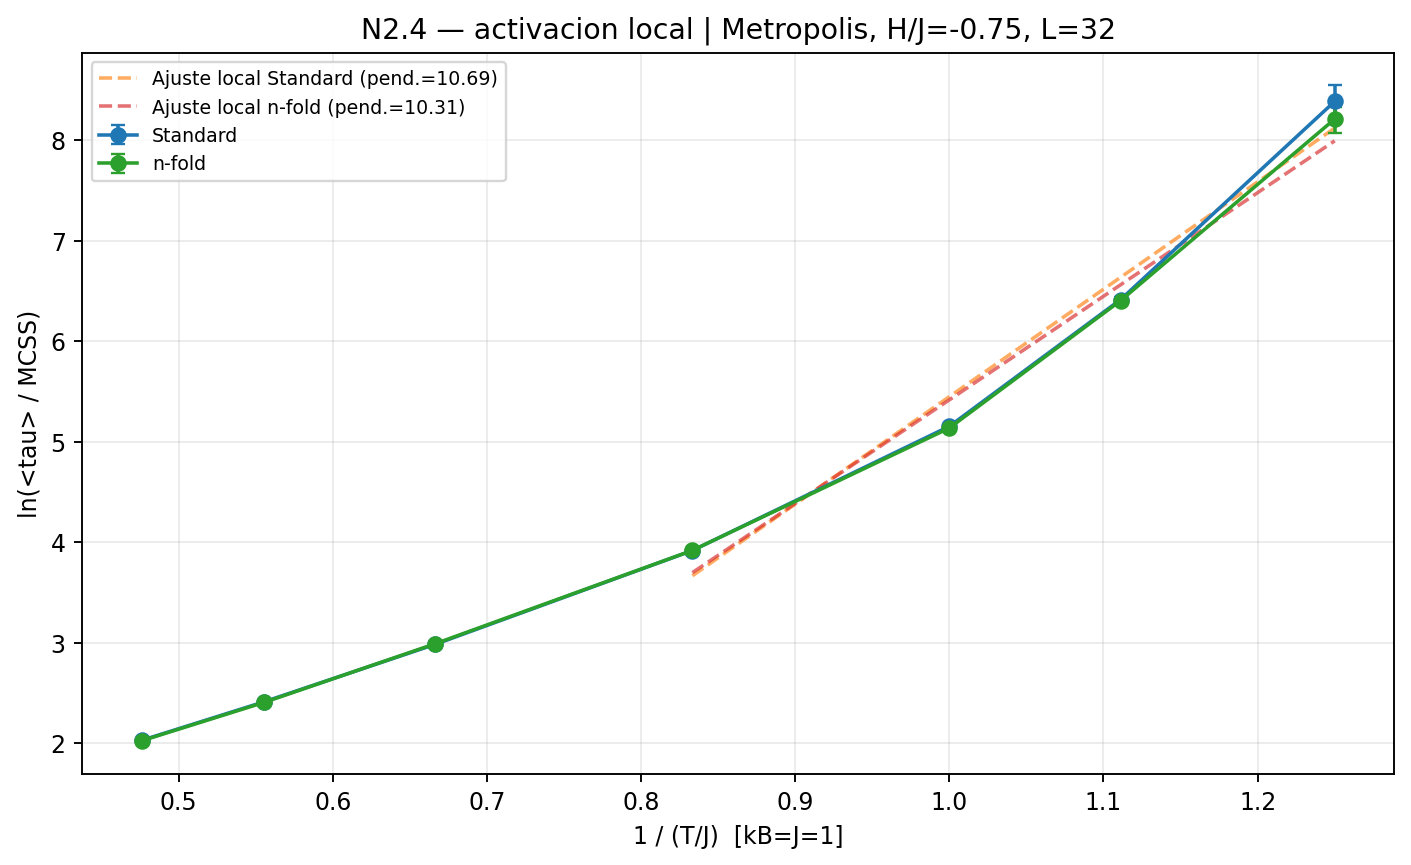 N2.4 — activacion local | Metropolis, H/J=-0.75, L=32
Ajuste local Standard (pend.=10.69)
Ajuste local n-fold (pend.=10.31)
Standard
n-fold
ln(<tau> / MCSS)
8
7
6
5
4
3
2
0.5 0.6 0.7 0.8 0.9 1.0 1.1 1.2
1 / (T/J) [kB=J=1]